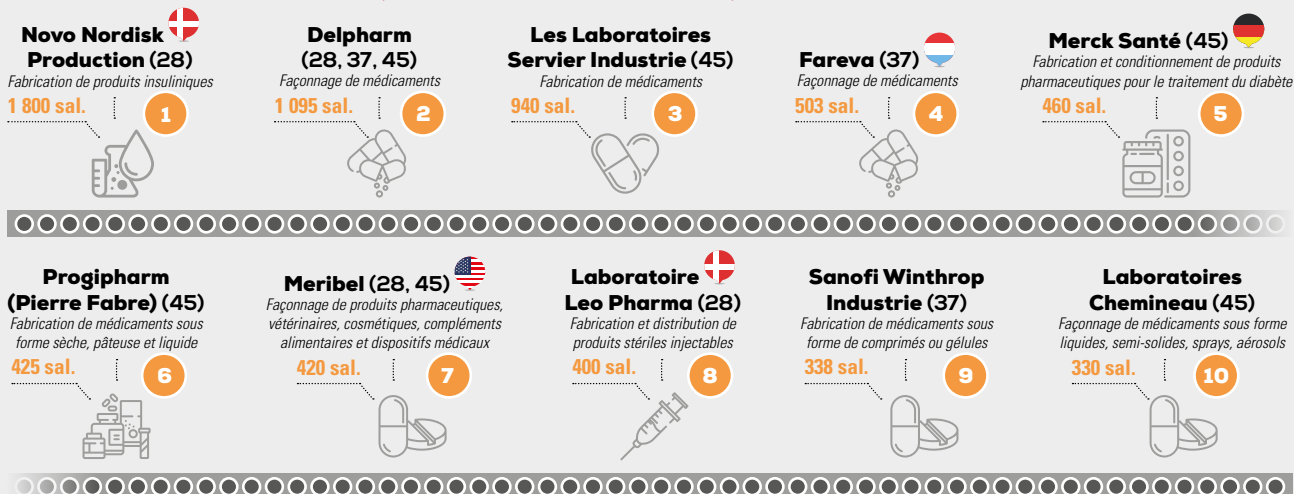 Novo Nordisk
Production (28)
Fabrication de produits insuliniques
1 800 sal.
1
Delpharm
(28, 37, 45)
Façonnage de médicaments
1 095 sal.
2
Les Laboratoires
Servier Industrie (45)
Fabrication de médicaments
940 sal.
3
Fareva (37)
Façonnage de médicaments
503 sal.
4
Merck Santé (45)
Fabrication et conditionnement de produits
pharmaceutiques pour le traitement du diabète
460 sal.
5
Progipharm
(Pierre Fabre) (45)
Fabrication de médicaments sous
forme sèche, pâteuse et liquide
425 sal.
6
Meribel (28, 45)
Façonnage de produits pharmaceutiques,
vétérinaires, cosmétiques, compléments
alimentaires et dispositifs médicaux
420 sal.
7
Laboratoire
Leo Pharma (28)
Fabrication et distribution de
produits stériles injectables
400 sal.
8
Sanofi Winthrop
Industrie (37)
Fabrication de médicaments sous
forme de comprimés ou gélules
338 sal.
9
Laboratoires
Chemineau (45)
Façonnage de médicaments sous forme
liquides, semi-solides, sprays, aérosols
330 sal.
10